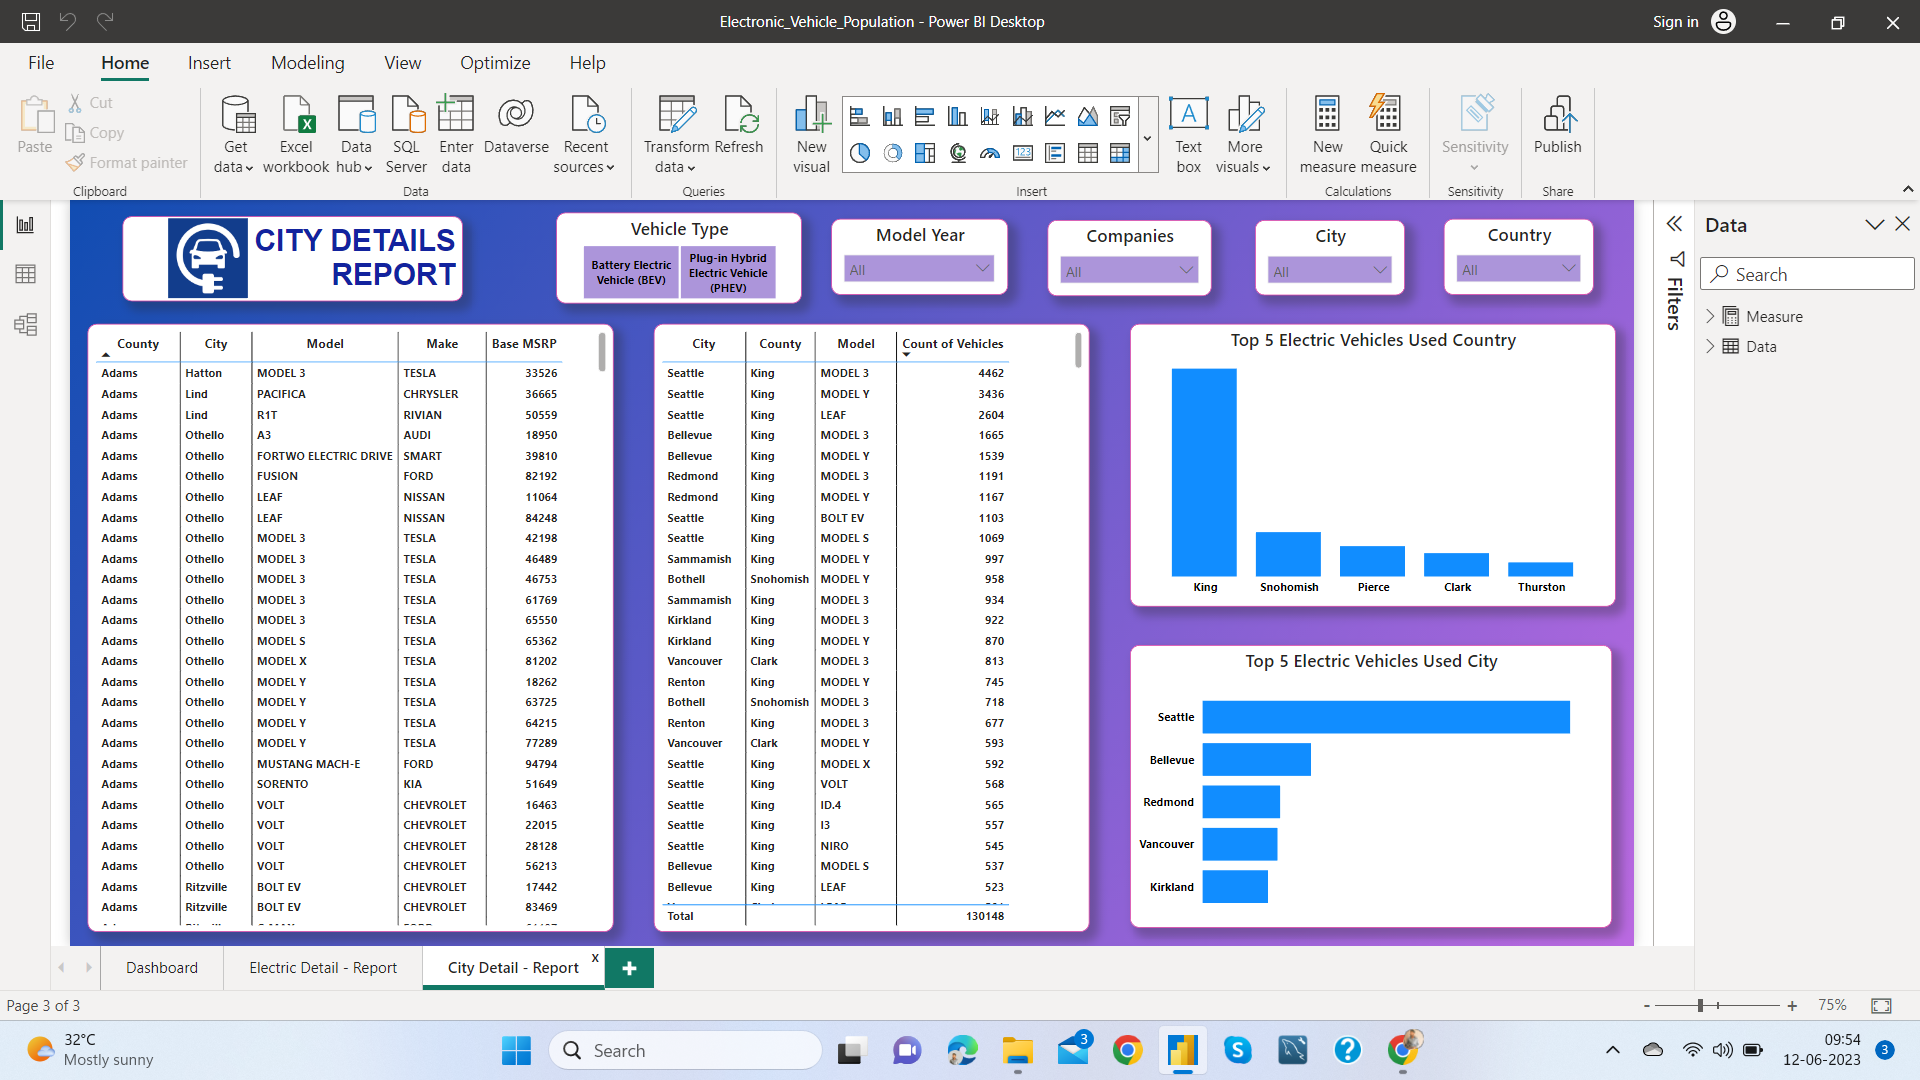 Electronic_Vehicle_Population - Power BI Desktop
Sign in
File Home Insert Modeling View Optimize Help
Paste
Cut
Copy
Format painter
Clipboard
Get data
Excel workbook
Data hub
SQL Server
Enter data
Dataverse
Recent sources
Data
Transform data
Refresh
Queries
New visual
123
Insert
A
Text box
More visuals
New measure
Quick measure
Calculations
Sensitivity
Sensitivity
Publish
Share
CITY DETAILS
REPORT
Vehicle Type
Battery Electric Vehicle (BEV)
Plug-in Hybrid Electric Vehicle (PHEV)
Model Year
All
Companies
All
City
All
Country
All
Filters
Data
Search
Measure
Data
County City Model Make Base MSRP
Adams Hatton MODEL 3 TESLA 33526
Adams Lind PACIFICA CHRYSLER 36665
Adams Lind R1T RIVIAN 50559
Adams Othello A3 AUDI 18950
Adams Othello FORTWO ELECTRIC DRIVE SMART 39810
Adams Othello FUSION FORD 82192
Adams Othello LEAF NISSAN 11064
Adams Othello LEAF NISSAN 84248
Adams Othello MODEL 3 TESLA 42198
Adams Othello MODEL 3 TESLA 46489
Adams Othello MODEL 3 TESLA 46753
Adams Othello MODEL 3 TESLA 61769
Adams Othello MODEL 3 TESLA 65550
Adams Othello MODEL S TESLA 65362
Adams Othello MODEL X TESLA 81202
Adams Othello MODEL Y TESLA 18262
Adams Othello MODEL Y TESLA 63725
Adams Othello MODEL Y TESLA 64215
Adams Othello MODEL Y TESLA 77289
Adams Othello MUSTANG MACH-E FORD 94794
Adams Othello SORENTO KIA 51649
Adams Othello VOLT CHEVROLET 16463
Adams Othello VOLT CHEVROLET 22015
Adams Othello VOLT CHEVROLET 28128
Adams Othello VOLT CHEVROLET 56213
Adams Ritzville BOLT EV CHEVROLET 17442
Adams Ritzville BOLT EV CHEVROLET 83469
City County Model Count of Vehicles
Seattle King MODEL 3 4462
Seattle King MODEL Y 3436
Seattle King LEAF 2604
Bellevue King MODEL 3 1665
Bellevue King MODEL Y 1539
Redmond King MODEL 3 1191
Redmond King MODEL Y 1167
Seattle King BOLT EV 1103
Seattle King MODEL S 1069
Sammamish King MODEL Y 997
Bothell Snohomish MODEL Y 958
Sammamish King MODEL 3 934
Kirkland King MODEL 3 922
Kirkland King MODEL Y 870
Vancouver Clark MODEL 3 813
Renton King MODEL Y 745
Bothell Snohomish MODEL 3 718
Renton King MODEL 3 677
Vancouver Clark MODEL Y 593
Seattle King MODEL X 592
Seattle King VOLT 568
Seattle King ID.4 565
Seattle King I3 557
Seattle King NIRO 545
Bellevue King MODEL S 537
Bellevue King LEAF 523
Total 130148
Top 5 Electric Vehicles Used Country
King Snohomish Pierce Clark Thurston
Top 5 Electric Vehicles Used City
Seattle
Bellevue
Redmond
Vancouver
Kirkland
Dashboard
Electric Detail - Report
City Detail - Report
x
+
Page 3 of 3
- + 75%
32°C
Mostly sunny
Search
3
S
?
09:54
12-06-2023
3